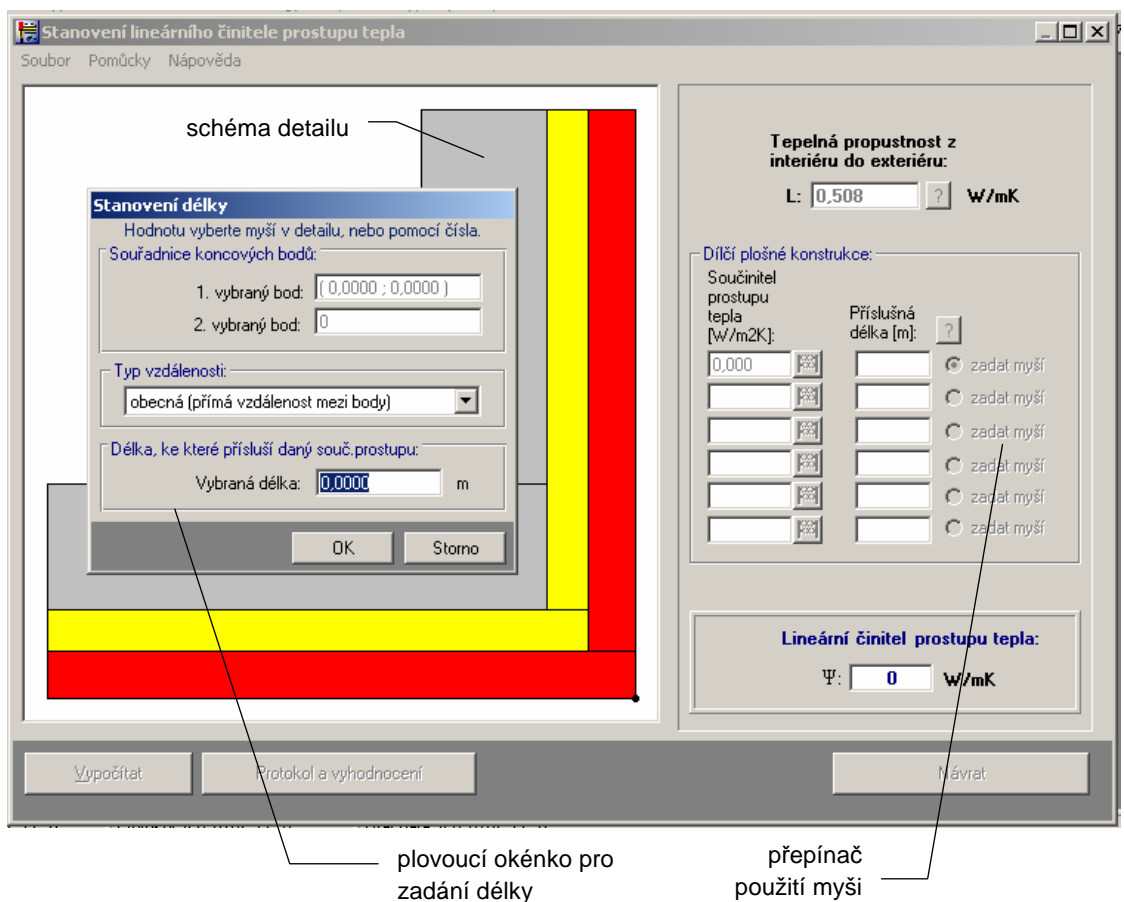 Stanovení lineárního činitele prostupu tepla
Soubor Pomůcky Nápověda
schéma detailu
Stanovení délky
Hodnotu vyberte myší v detailu, nebo pomocí čísla.
Souřadnice koncových bodů:
1. vybraný bod: ( 0,0000 ; 0,0000 )
2. vybraný bod: 0
Typ vzdálenosti:
obecná (přímá vzdálenost mezi body)
Délka, ke které přísluší daný souč.prostupu:
Vybraná délka: 0,0000 m
OK Storno
Tepelná propustnost z
interiéru do exteriéru:
L: 0,508 ? W/mK
Dílčí plošné konstrukce:
Součinitel
prostupu
tepla
[W/m2K]:
Příslušná
délka [m]: ?
0,000 zadat myší
zadat myší
zadat myší
zadat myší
zadat myší
zadat myší
Lineární činitel prostupu tepla:
Ψ: 0 W/mK
Vypočítat Protokol a vyhodnocení Návrat
plovoucí okénko pro
zadání délky
přepínač
použití myši